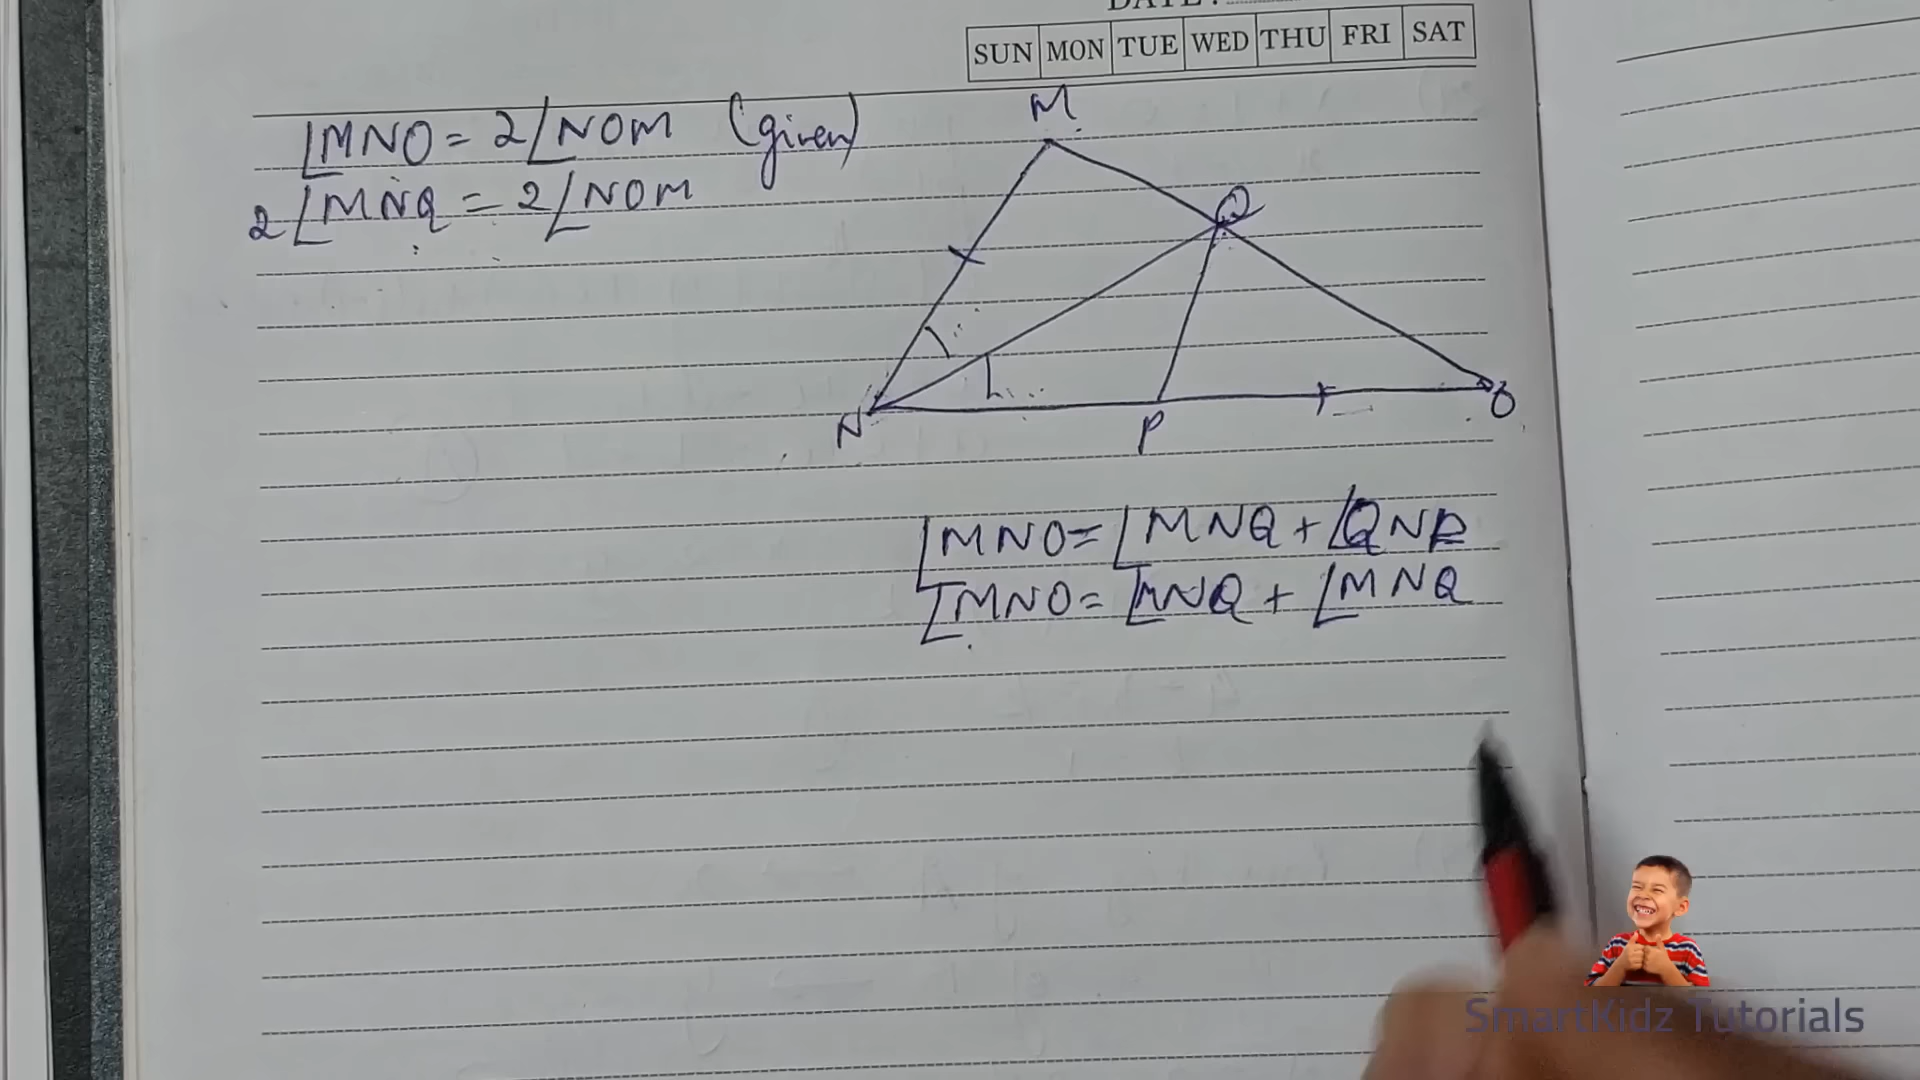 DATE:
SUN MON TUE WED THU FRI SAT
∠MNO = 2∠NOM (given)
2∠MNQ = 2∠NOM
M
Q
N
P
O
∠MNO = ∠MNQ + ∠QNP
∠MNO = ∠MNQ + ∠MNQ
SmartKidz Tutorials